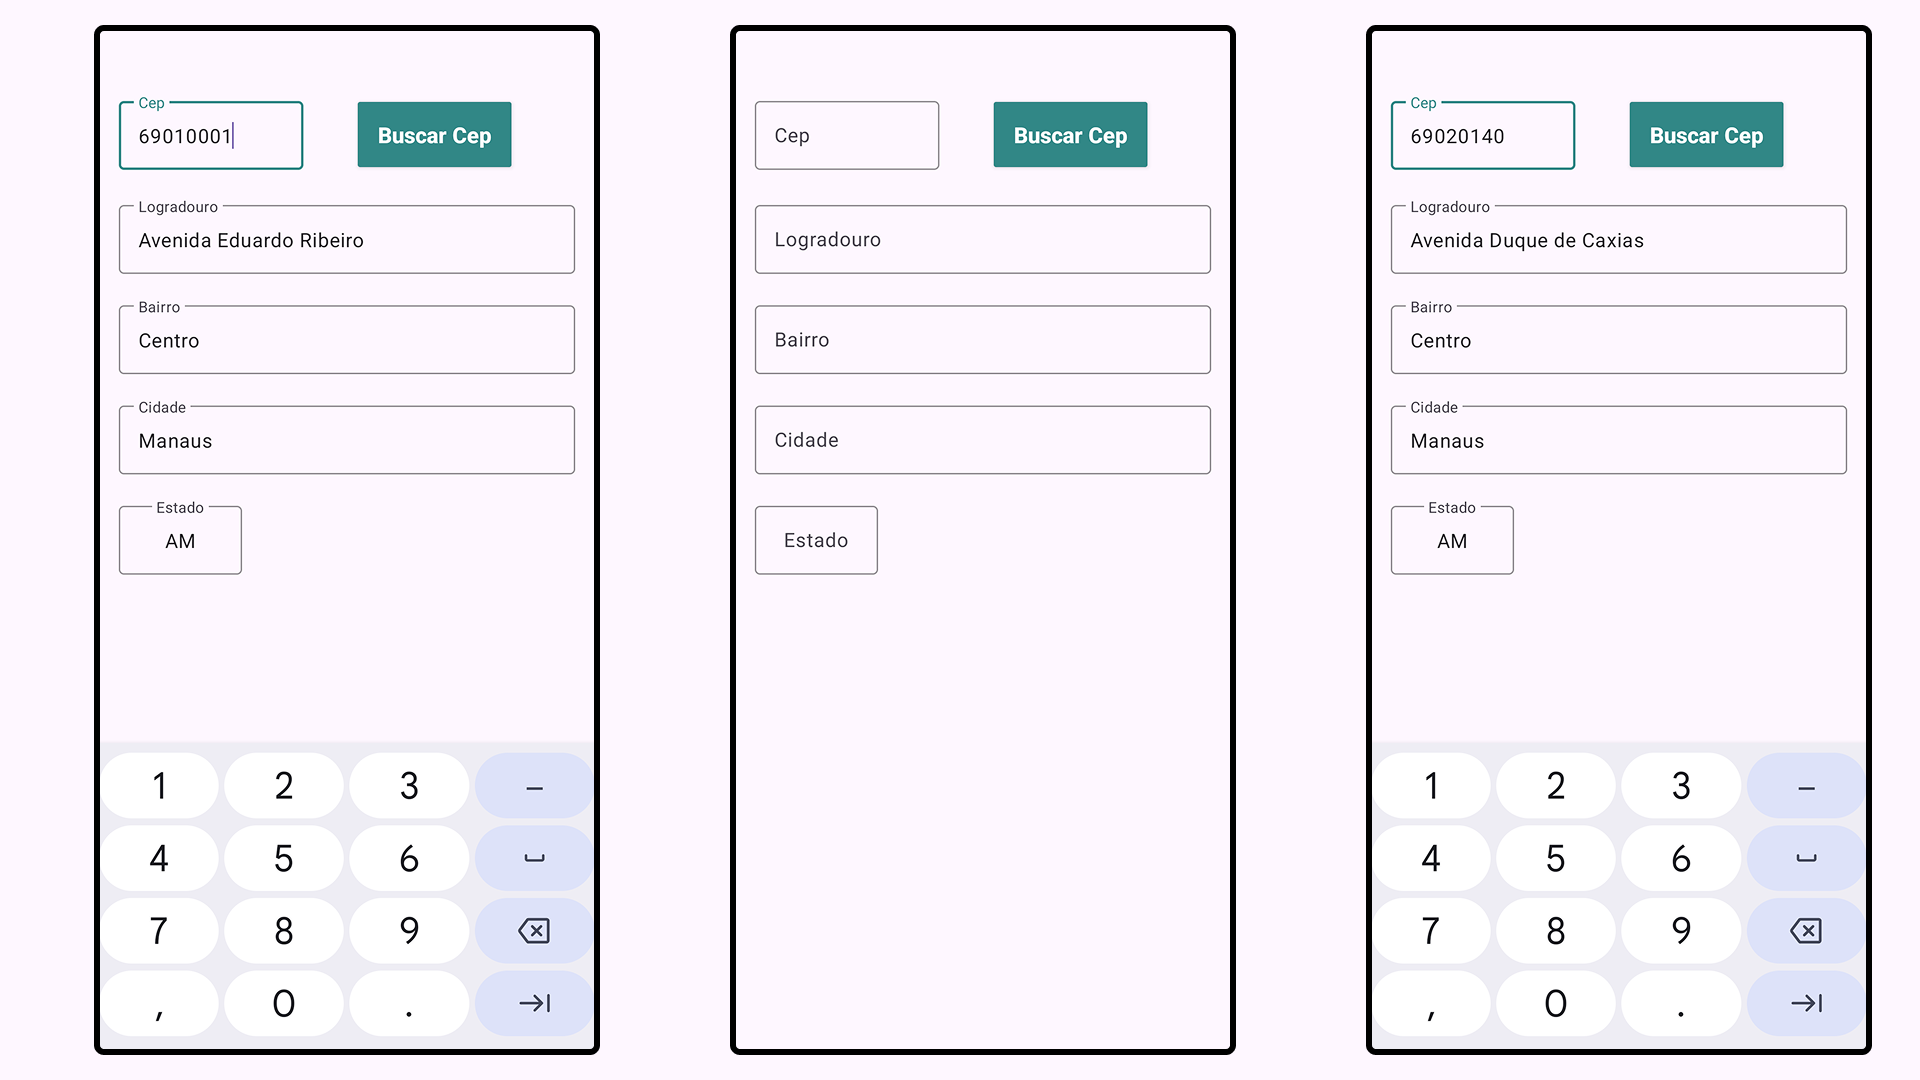 Cep
69010001
Buscar Cep
Logradouro
Avenida Eduardo Ribeiro
Bairro
Centro
Cidade
Manaus
Estado
AM
1 2 3 –
4 5 6
7 8 9
, 0 .
Cep
Buscar Cep
Logradouro
Bairro
Cidade
Estado
Cep
69020140
Buscar Cep
Logradouro
Avenida Duque de Caxias
Bairro
Centro
Cidade
Manaus
Estado
AM
1 2 3 –
4 5 6
7 8 9
, 0 .